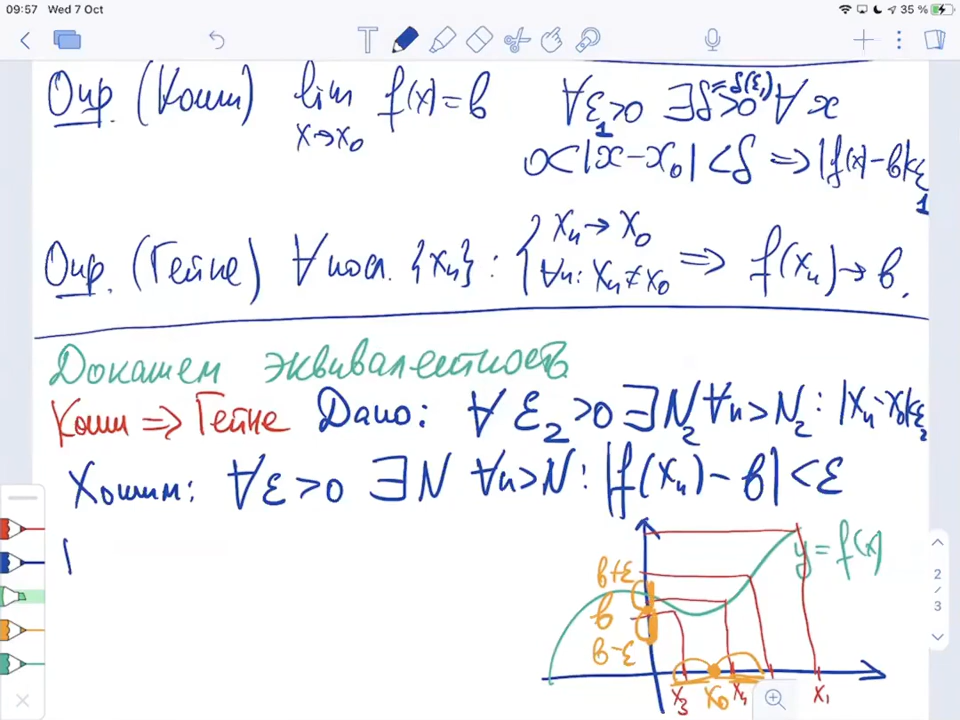 09:57 Wed 7 Oct 35 %
Опр. (Коши) lim f(x) = b ∀ε₁>0 ∃δ>0 =δ(ε₁) ∀x
x→x₀
0<|x-x₀|<δ ⟹ |f(x)-b|<ε₁
Опр. (Гейне) ∀ посл. {xₙ}: { xₙ→x₀ ⟹ f(xₙ)→b.
∀n: xₙ≠x₀
Докажем эквивалентность
Коши ⟹ Гейне Дано: ∀ε₂>0 ∃N₂ ∀n>N₂: |xₙ-x₀|<ε₂
Хотим: ∀ε>0 ∃N ∀n>N: |f(xₙ)-b|<ε
y=f(x)
b+ε
b
b-ε
x₃ x₀ x₄ x₁
2
/
3